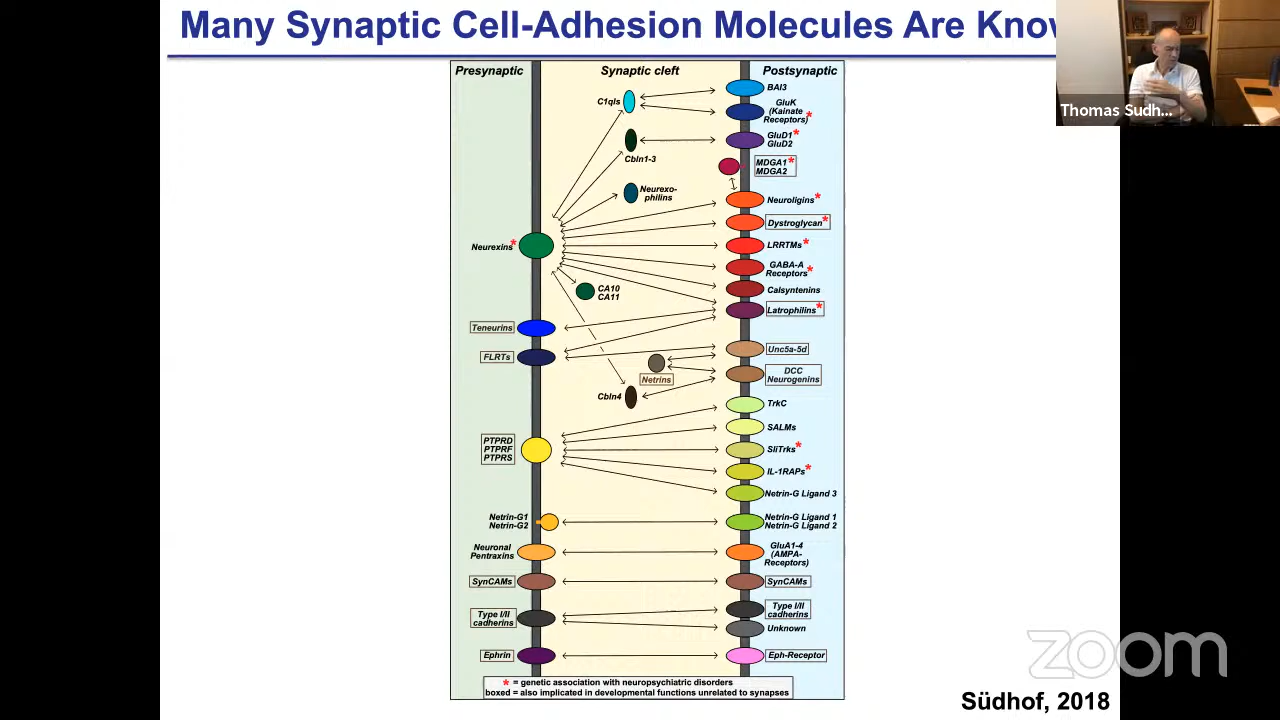 Many Synaptic Cell-Adhesion Molecules Are Know
Thomas Sudh...
Presynaptic
Synaptic cleft
Postsynaptic
BAI3
C1qls
GluK
(Kainate
Receptors)*
GluD1*
GluD2
Cbln1-3
MDGA1*
MDGA2
Neurexo-
philins
Neuroligins*
Dystroglycan*
Neurexins*
LRRTMs*
GABA-A
Receptors*
CA10
CA11
Calsyntenins
Latrophilins*
Teneurins
FLRTs
Unc5a-5d
Netrins
DCC
Neurogenins
Cbln4
TrkC
SALMs
PTPRD
PTPRF
PTPRS
SliTrks*
IL-1RAPs*
Netrin-G Ligand 3
Netrin-G1
Netrin-G2
Netrin-G Ligand 1
Netrin-G Ligand 2
Neuronal
Pentraxins
GluA1-4
(AMPA-
Receptors)
SynCAMs
SynCAMs
Type I/II
cadherins
Type I/II
cadherins
Unknown
Ephrin
Eph-Receptor
* = genetic association with neuropsychiatric disorders
boxed = also implicated in developmental functions unrelated to synapses
zoom
Südhof, 2018